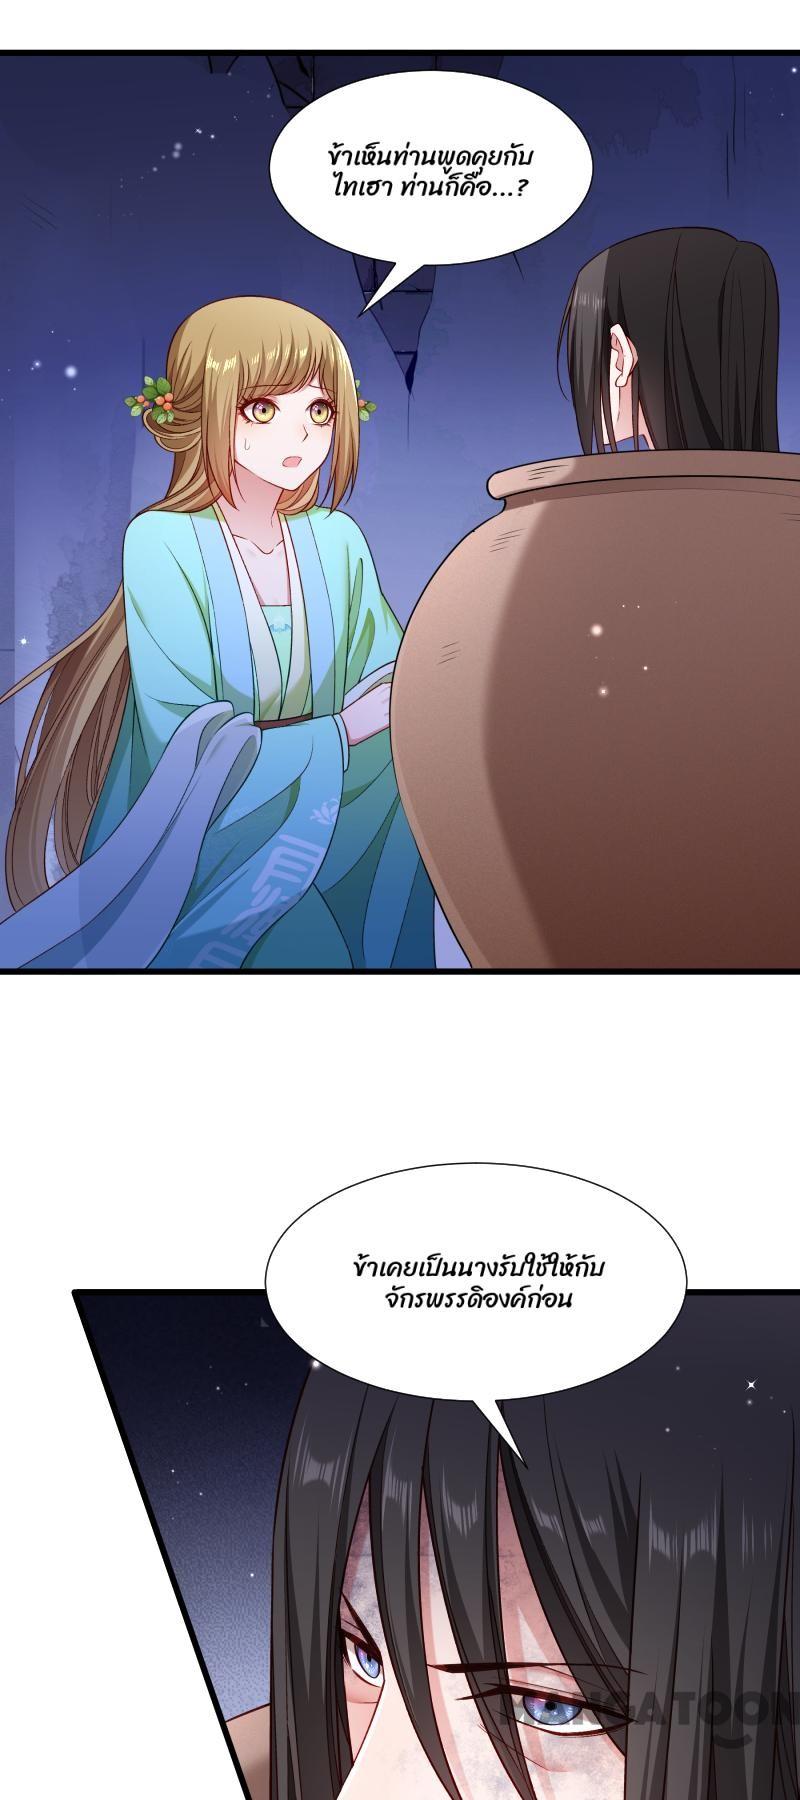 ข้าเห็นท่านพูดคุยกับ
ไทเฮา ท่านก็คือ...?
ข้าเคยเป็นนางรับใช้ให้กับ
จักรพรรดิองค์ก่อน
MANGATOON